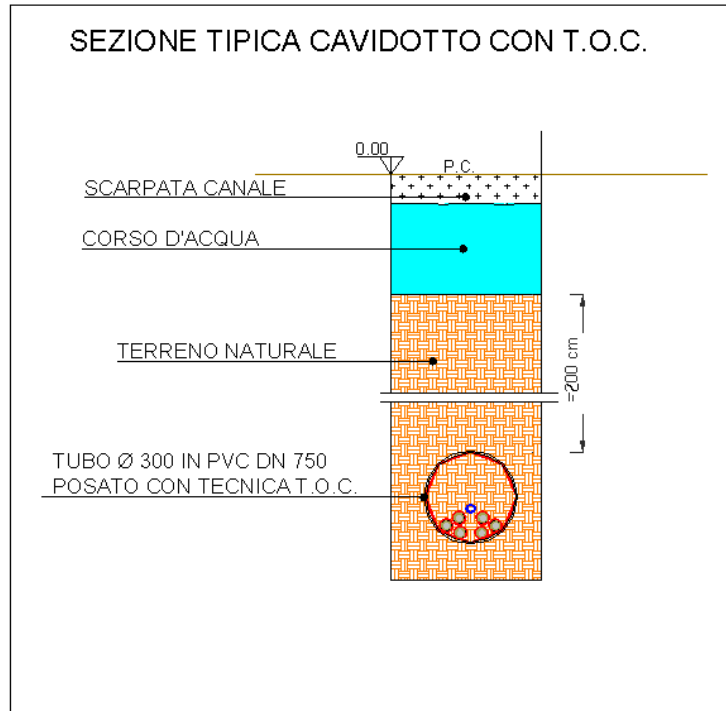 SEZIONE TIPICA CAVIDOTTO CON T.O.C.
0.00
P.C.
SCARPATA CANALE
CORSO D'ACQUA
TERRENO NATURALE
=200 cm
TUBO Ø 300 IN PVC DN 750
POSATO CON TECNICA T.O.C.